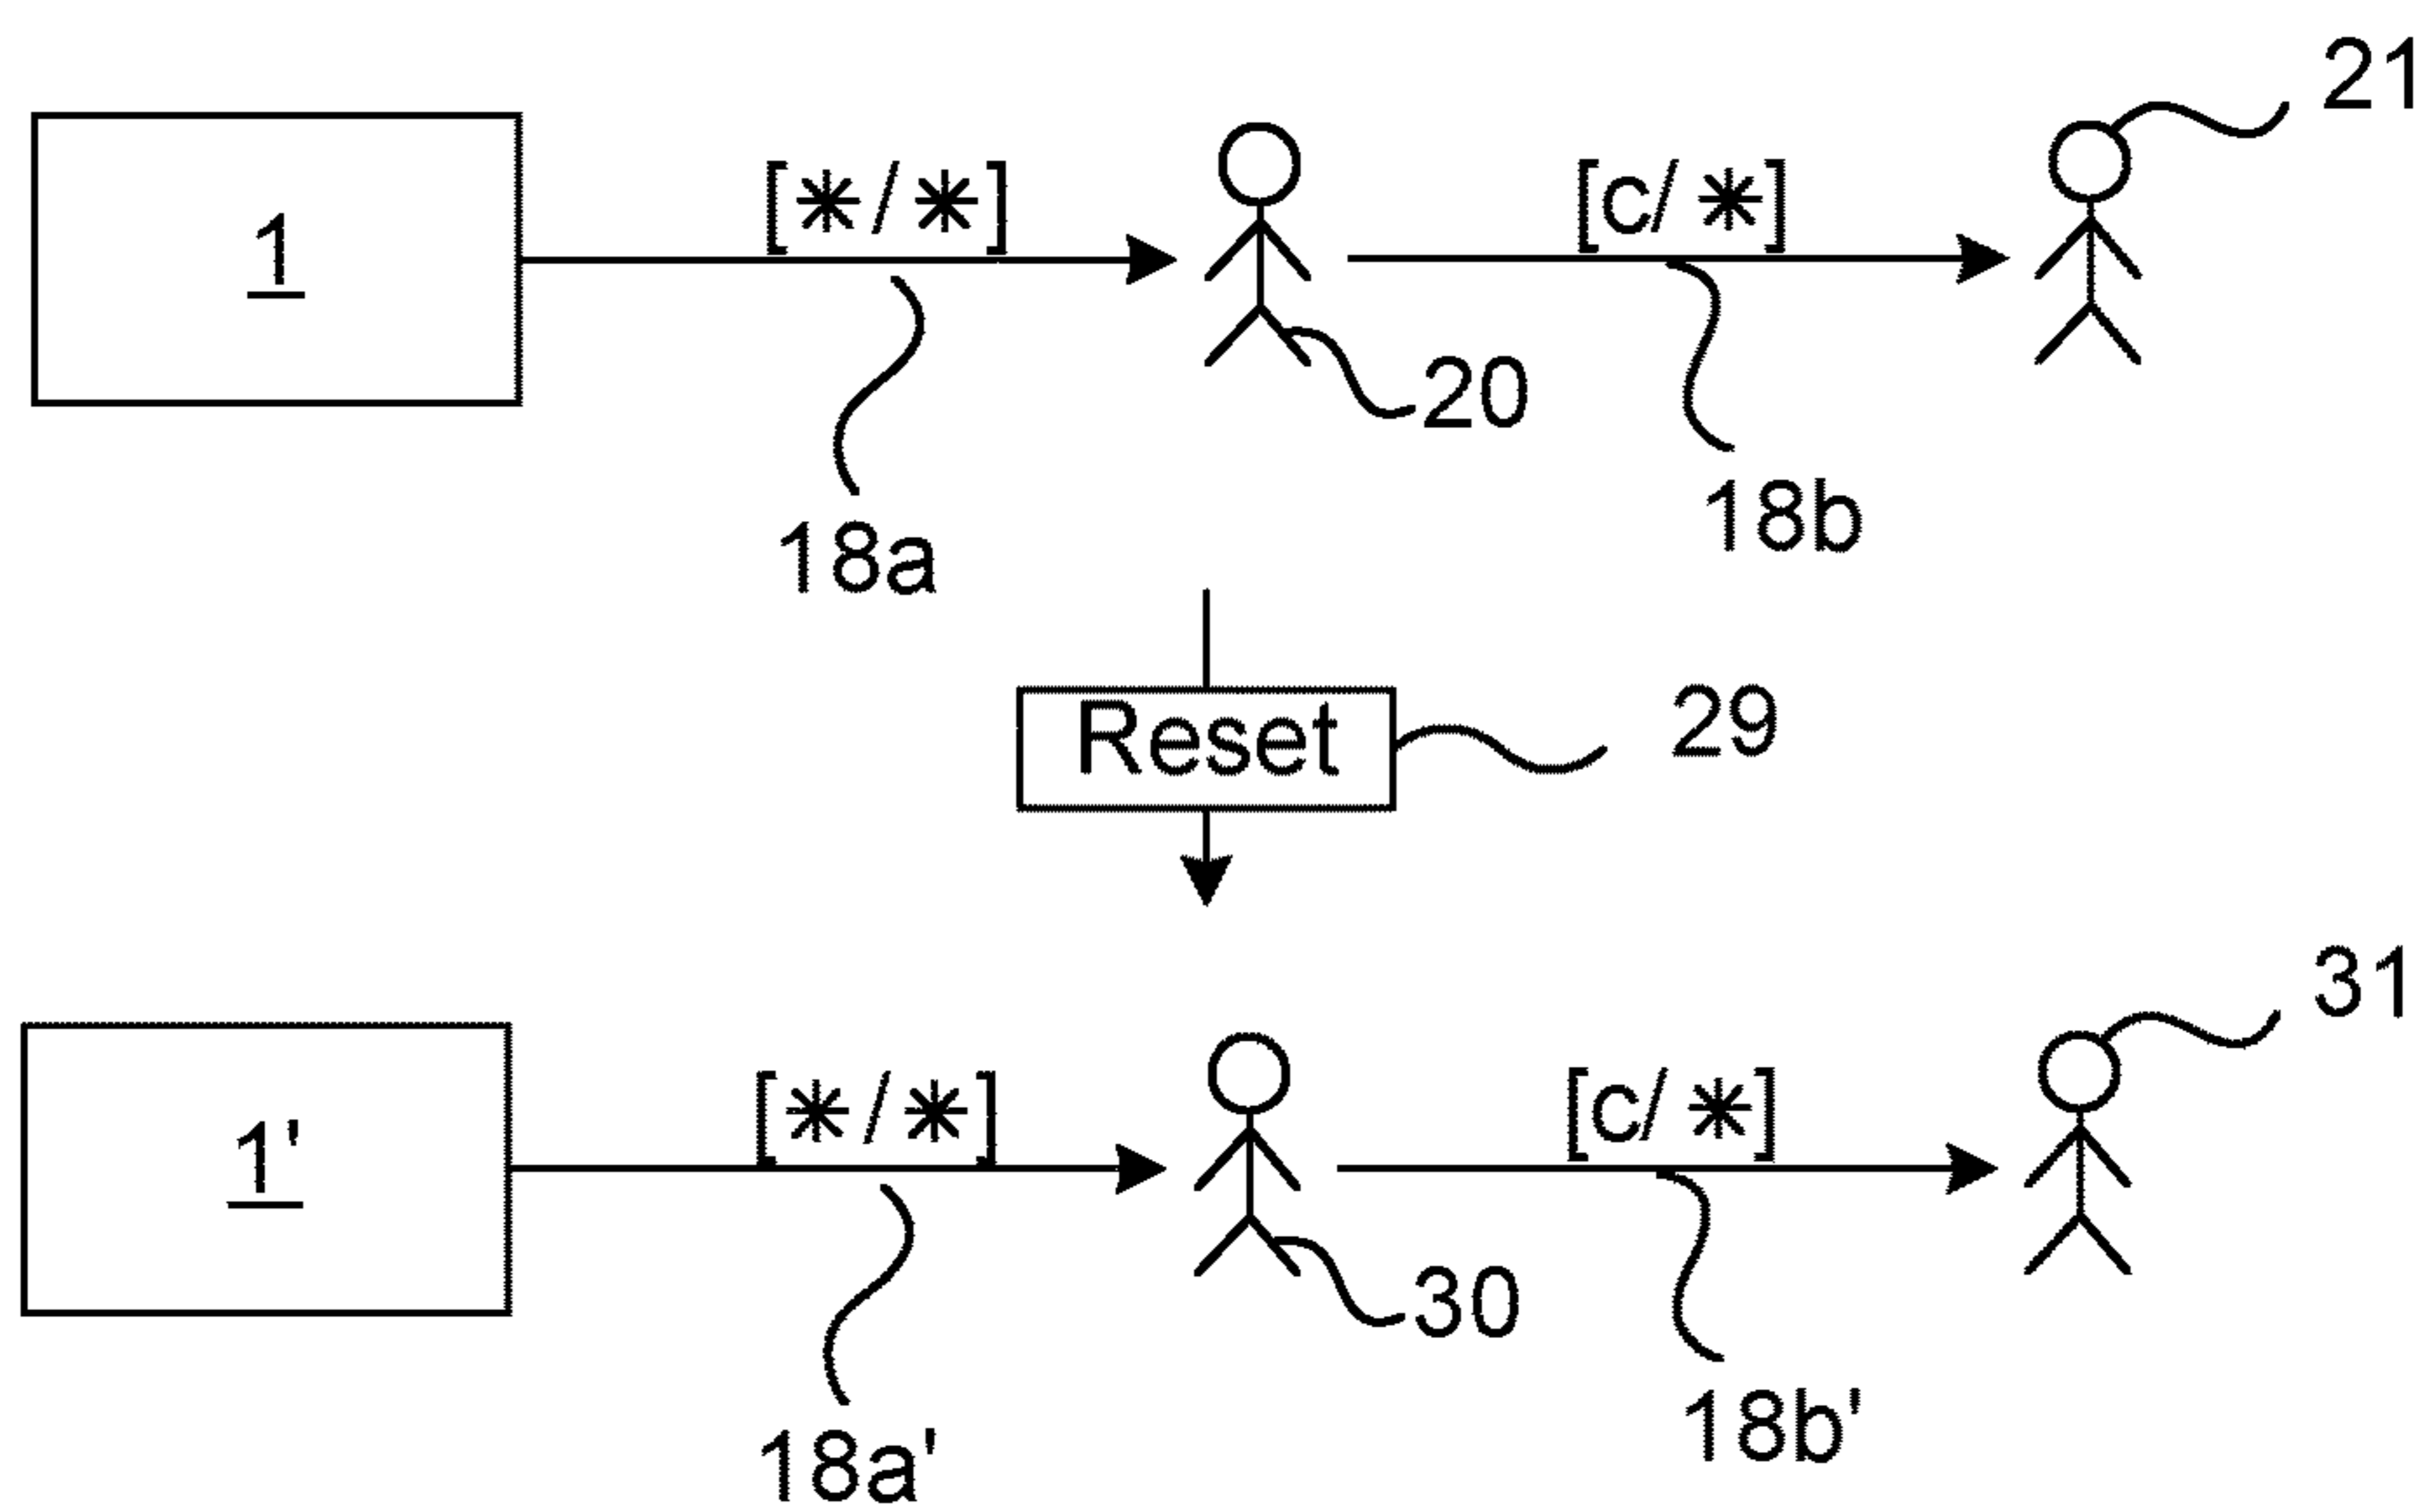 21
1 [*/*] [c/*]
20
18a 18b
Reset 29
31
1' [*/*] [c/*]
30
18a' 18b'